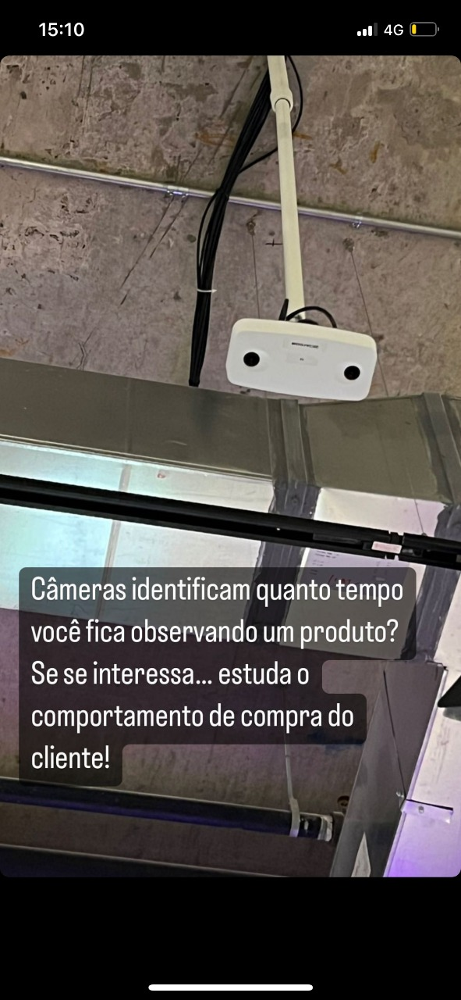 15:10
4G
Câmeras identificam quanto tempo
você fica observando um produto?
Se se interessa... estuda o
comportamento de compra do
cliente!